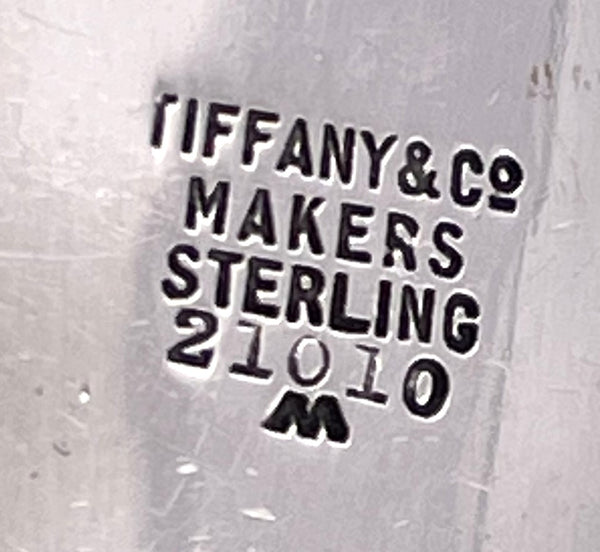 TIFFANY & Cº
MAKERS
STERLING
21010
M